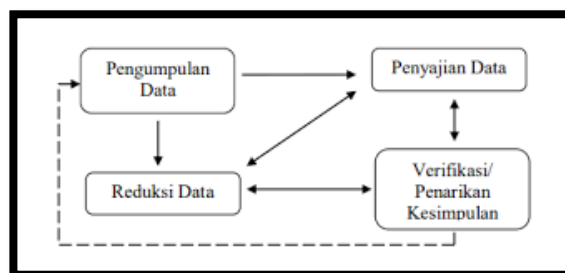 Pengumpulan
Data
Penyajian Data
Reduksi Data
Verifikasi/
Penarikan
Kesimpulan